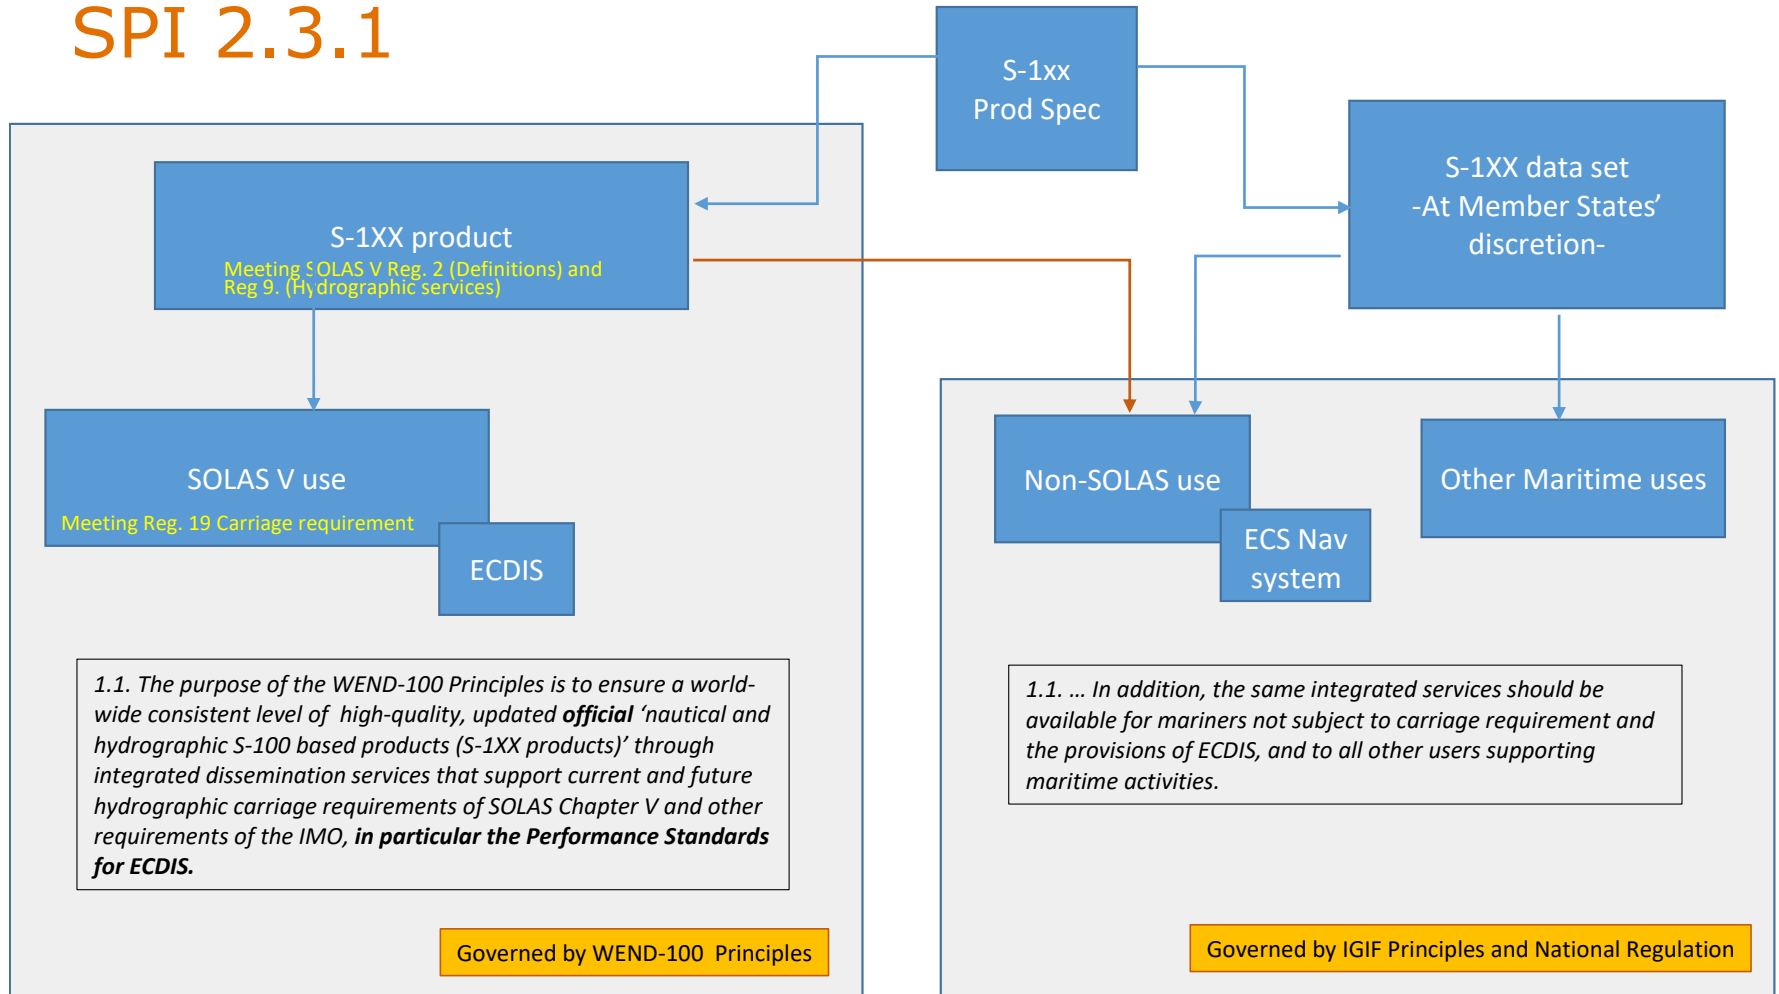 SPI 2.3.1
S-1xx
Prod Spec
S-1XX product
Meeting SOLAS V Reg. 2 (Definitions) and
Reg 9. (Hydrographic services)
S-1XX data set
-At Member States’
discretion-
SOLAS V use
Meeting Reg. 19 Carriage requirement
ECDIS
Non-SOLAS use
ECS Nav
system
Other Maritime uses
1.1. The purpose of the WEND-100 Principles is to ensure a world-
wide consistent level of high-quality, updated official ‘nautical and
hydrographic S-100 based products (S-1XX products)’ through
integrated dissemination services that support current and future
hydrographic carriage requirements of SOLAS Chapter V and other
requirements of the IMO, in particular the Performance Standards
for ECDIS.
1.1. ... In addition, the same integrated services should be
available for mariners not subject to carriage requirement and
the provisions of ECDIS, and to all other users supporting
maritime activities.
Governed by WEND-100 Principles
Governed by IGIF Principles and National Regulation